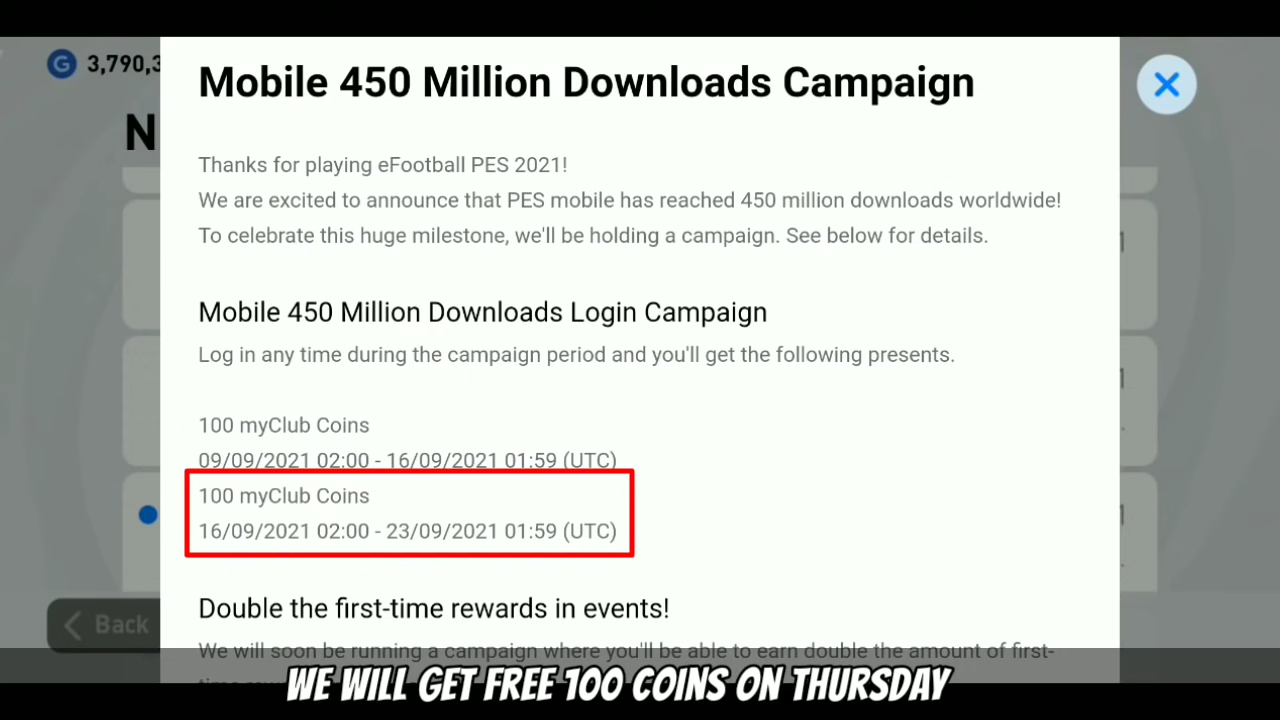 G 3,790,3
N
Mobile 450 Million Downloads Campaign
Thanks for playing eFootball PES 2021!
We are excited to announce that PES mobile has reached 450 million downloads worldwide!
To celebrate this huge milestone, we'll be holding a campaign. See below for details.
Mobile 450 Million Downloads Login Campaign
Log in any time during the campaign period and you'll get the following presents.
100 myClub Coins
09/09/2021 02:00 - 16/09/2021 01:59 (UTC)
100 myClub Coins
16/09/2021 02:00 - 23/09/2021 01:59 (UTC)
Double the first-time rewards in events!
We will soon be running a campaign where you'll be able to earn double the amount of first-
Back
WE WILL GET FREE 100 COINS ON THURSDAY